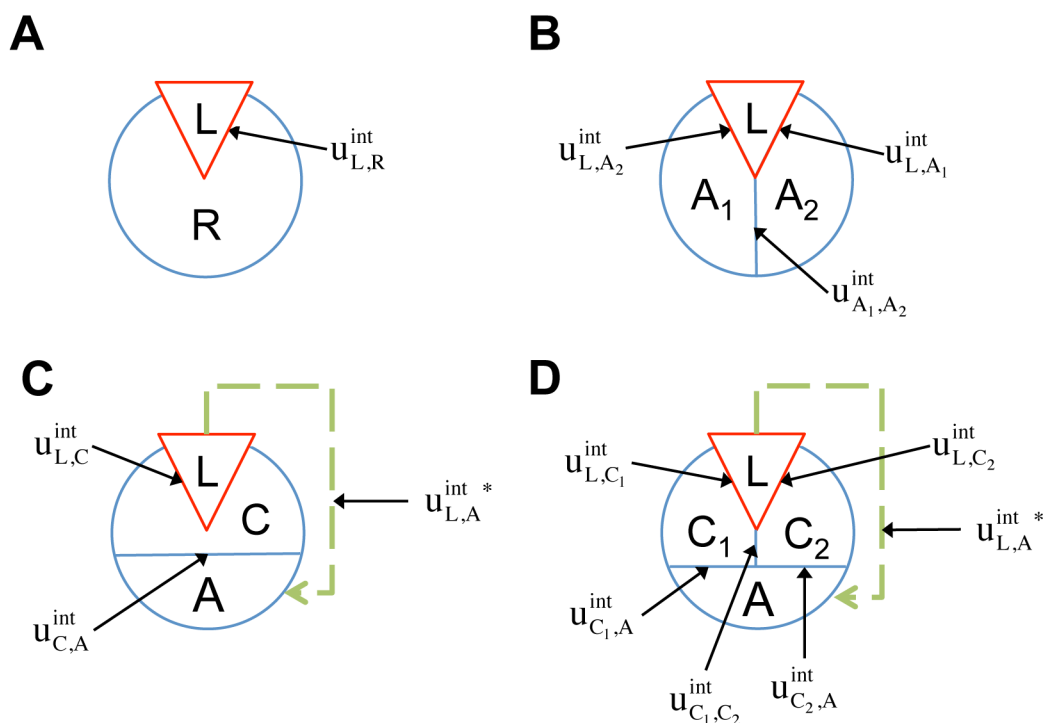 A
L
u^int_L,R
R
B
L
u^int_L,A₂
u^int_L,A₁
A₁
A₂
u^int_A₁,A₂
C
u^int_L,C
L
C
u^int_L,A *
A
u^int_C,A
D
u^int_L,C₁
L
u^int_L,C₂
C₁
C₂
u^int_L,A *
A
u^int_C₁,A
u^int_C₂,A
u^int_C₁,C₂